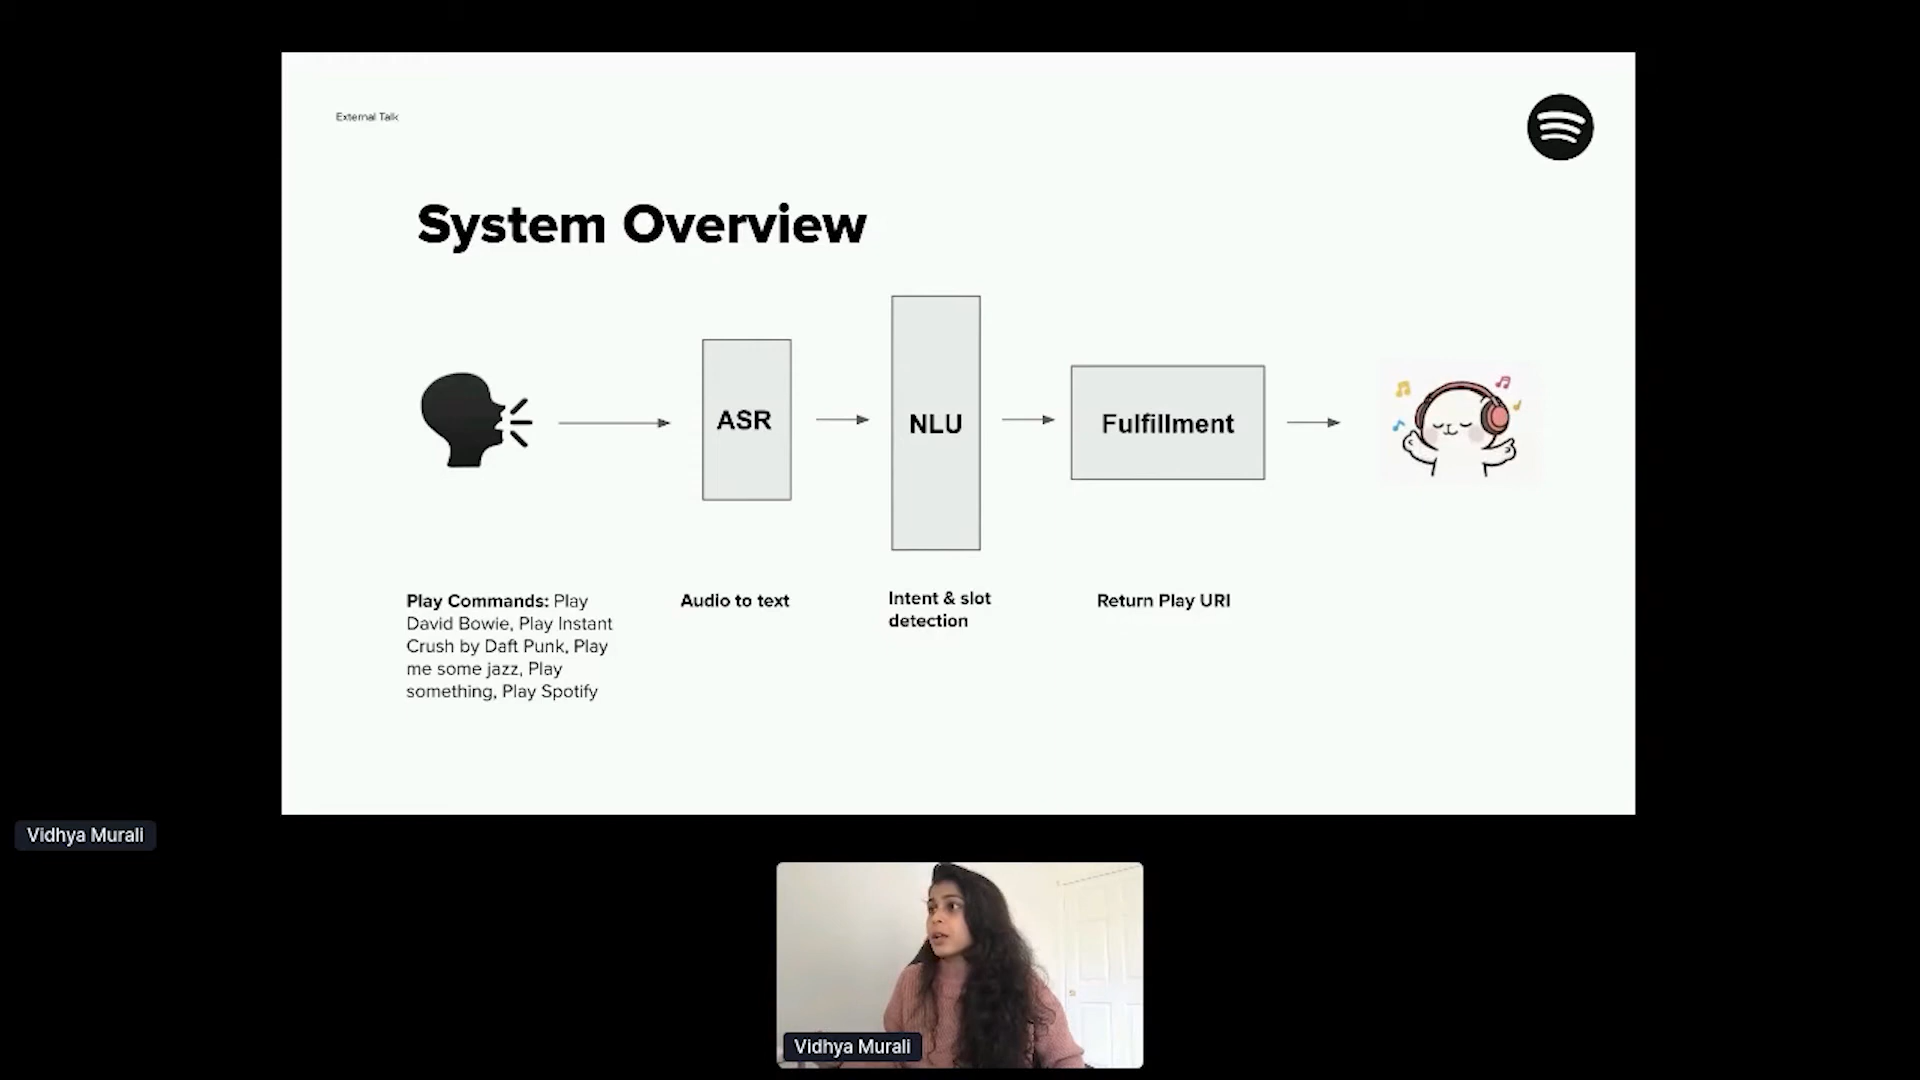 External Talk
System Overview
ASR
NLU
Fulfillment
Play Commands: Play
David Bowie, Play Instant
Crush by Daft Punk, Play
me some jazz, Play
something, Play Spotify
Audio to text
Intent & slot
detection
Return Play URI
Vidhya Murali
Vidhya Murali